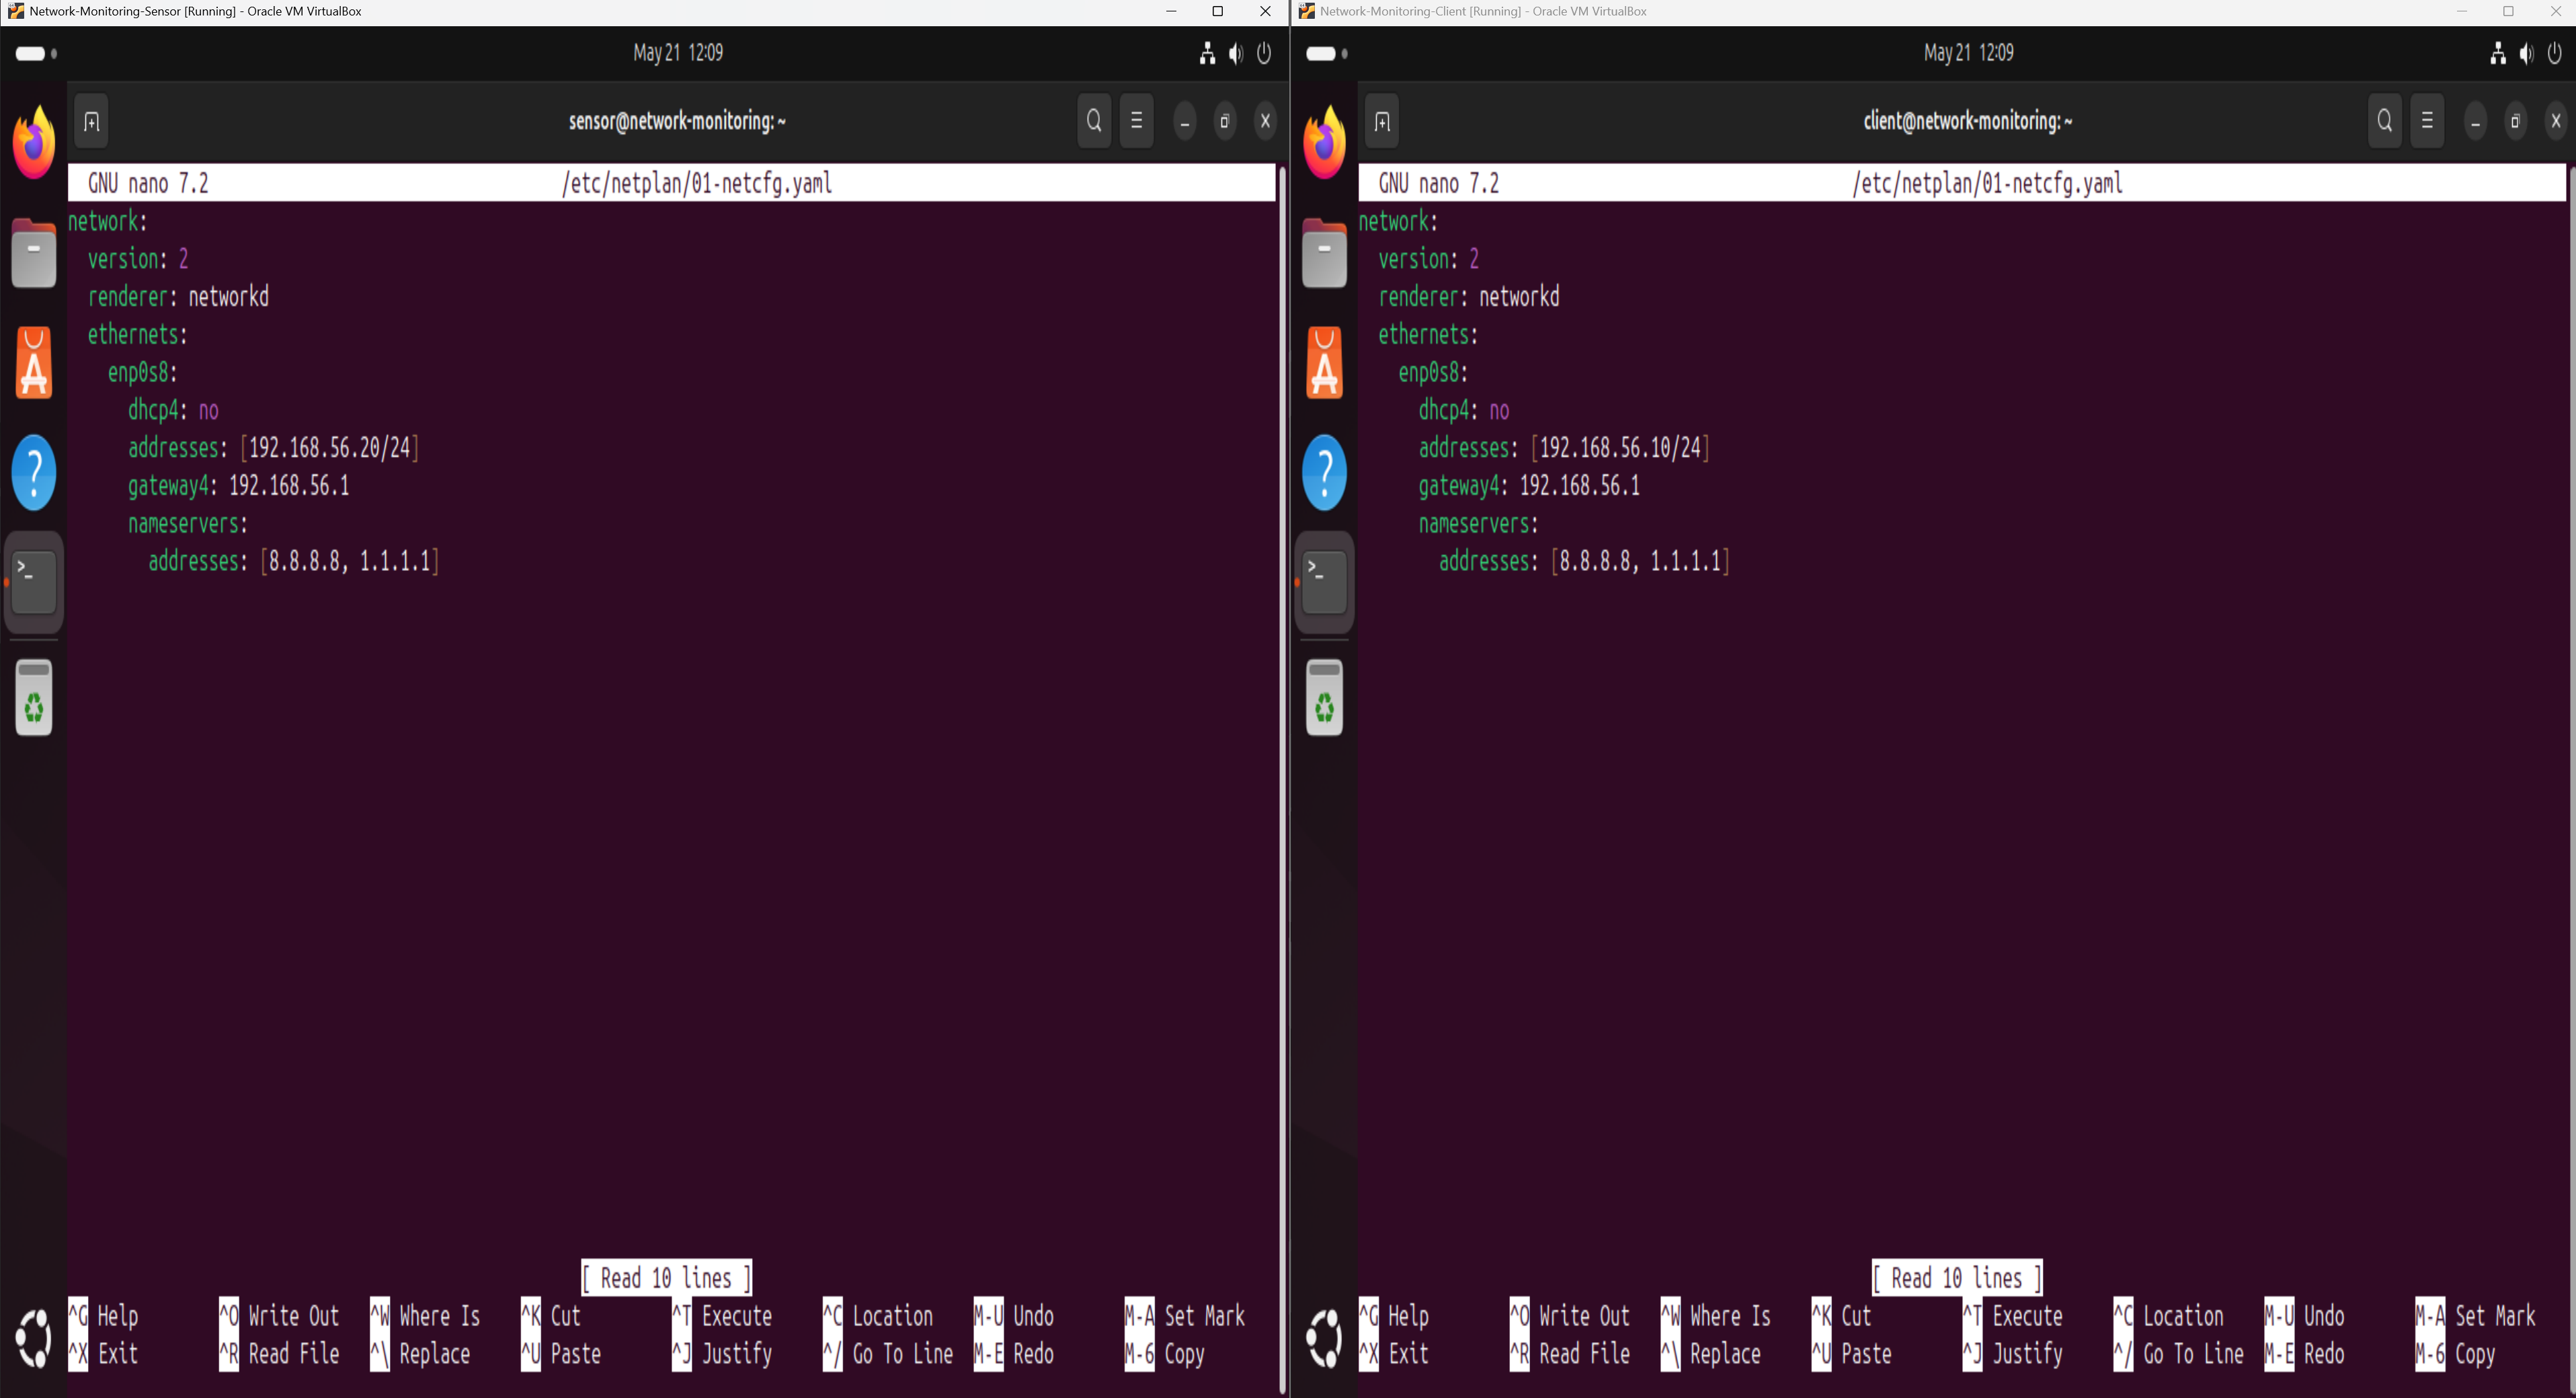 Network-Monitoring-Sensor [Running] - Oracle VM VirtualBox
May 21 12:09
sensor@network-monitoring: ~
GNU nano 7.2 /etc/netplan/01-netcfg.yaml
network:
version: 2
renderer: networkd
ethernets:
enp0s8:
dhcp4: no
addresses: [192.168.56.20/24]
gateway4: 192.168.56.1
nameservers:
addresses: [8.8.8.8, 1.1.1.1]
[ Read 10 lines ]
^G Help ^O Write Out ^W Where Is ^K Cut ^T Execute ^C Location M-U Undo M-A Set Mark
^X Exit ^R Read File ^\ Replace ^U Paste ^J Justify ^/ Go To Line M-E Redo M-6 Copy
Network-Monitoring-Client [Running] - Oracle VM VirtualBox
May 21 12:09
client@network-monitoring: ~
GNU nano 7.2 /etc/netplan/01-netcfg.yaml
network:
version: 2
renderer: networkd
ethernets:
enp0s8:
dhcp4: no
addresses: [192.168.56.10/24]
gateway4: 192.168.56.1
nameservers:
addresses: [8.8.8.8, 1.1.1.1]
[ Read 10 lines ]
^G Help ^O Write Out ^W Where Is ^K Cut ^T Execute ^C Location M-U Undo M-A Set Mark
^X Exit ^R Read File ^\ Replace ^U Paste ^J Justify ^/ Go To Line M-E Redo M-6 Copy